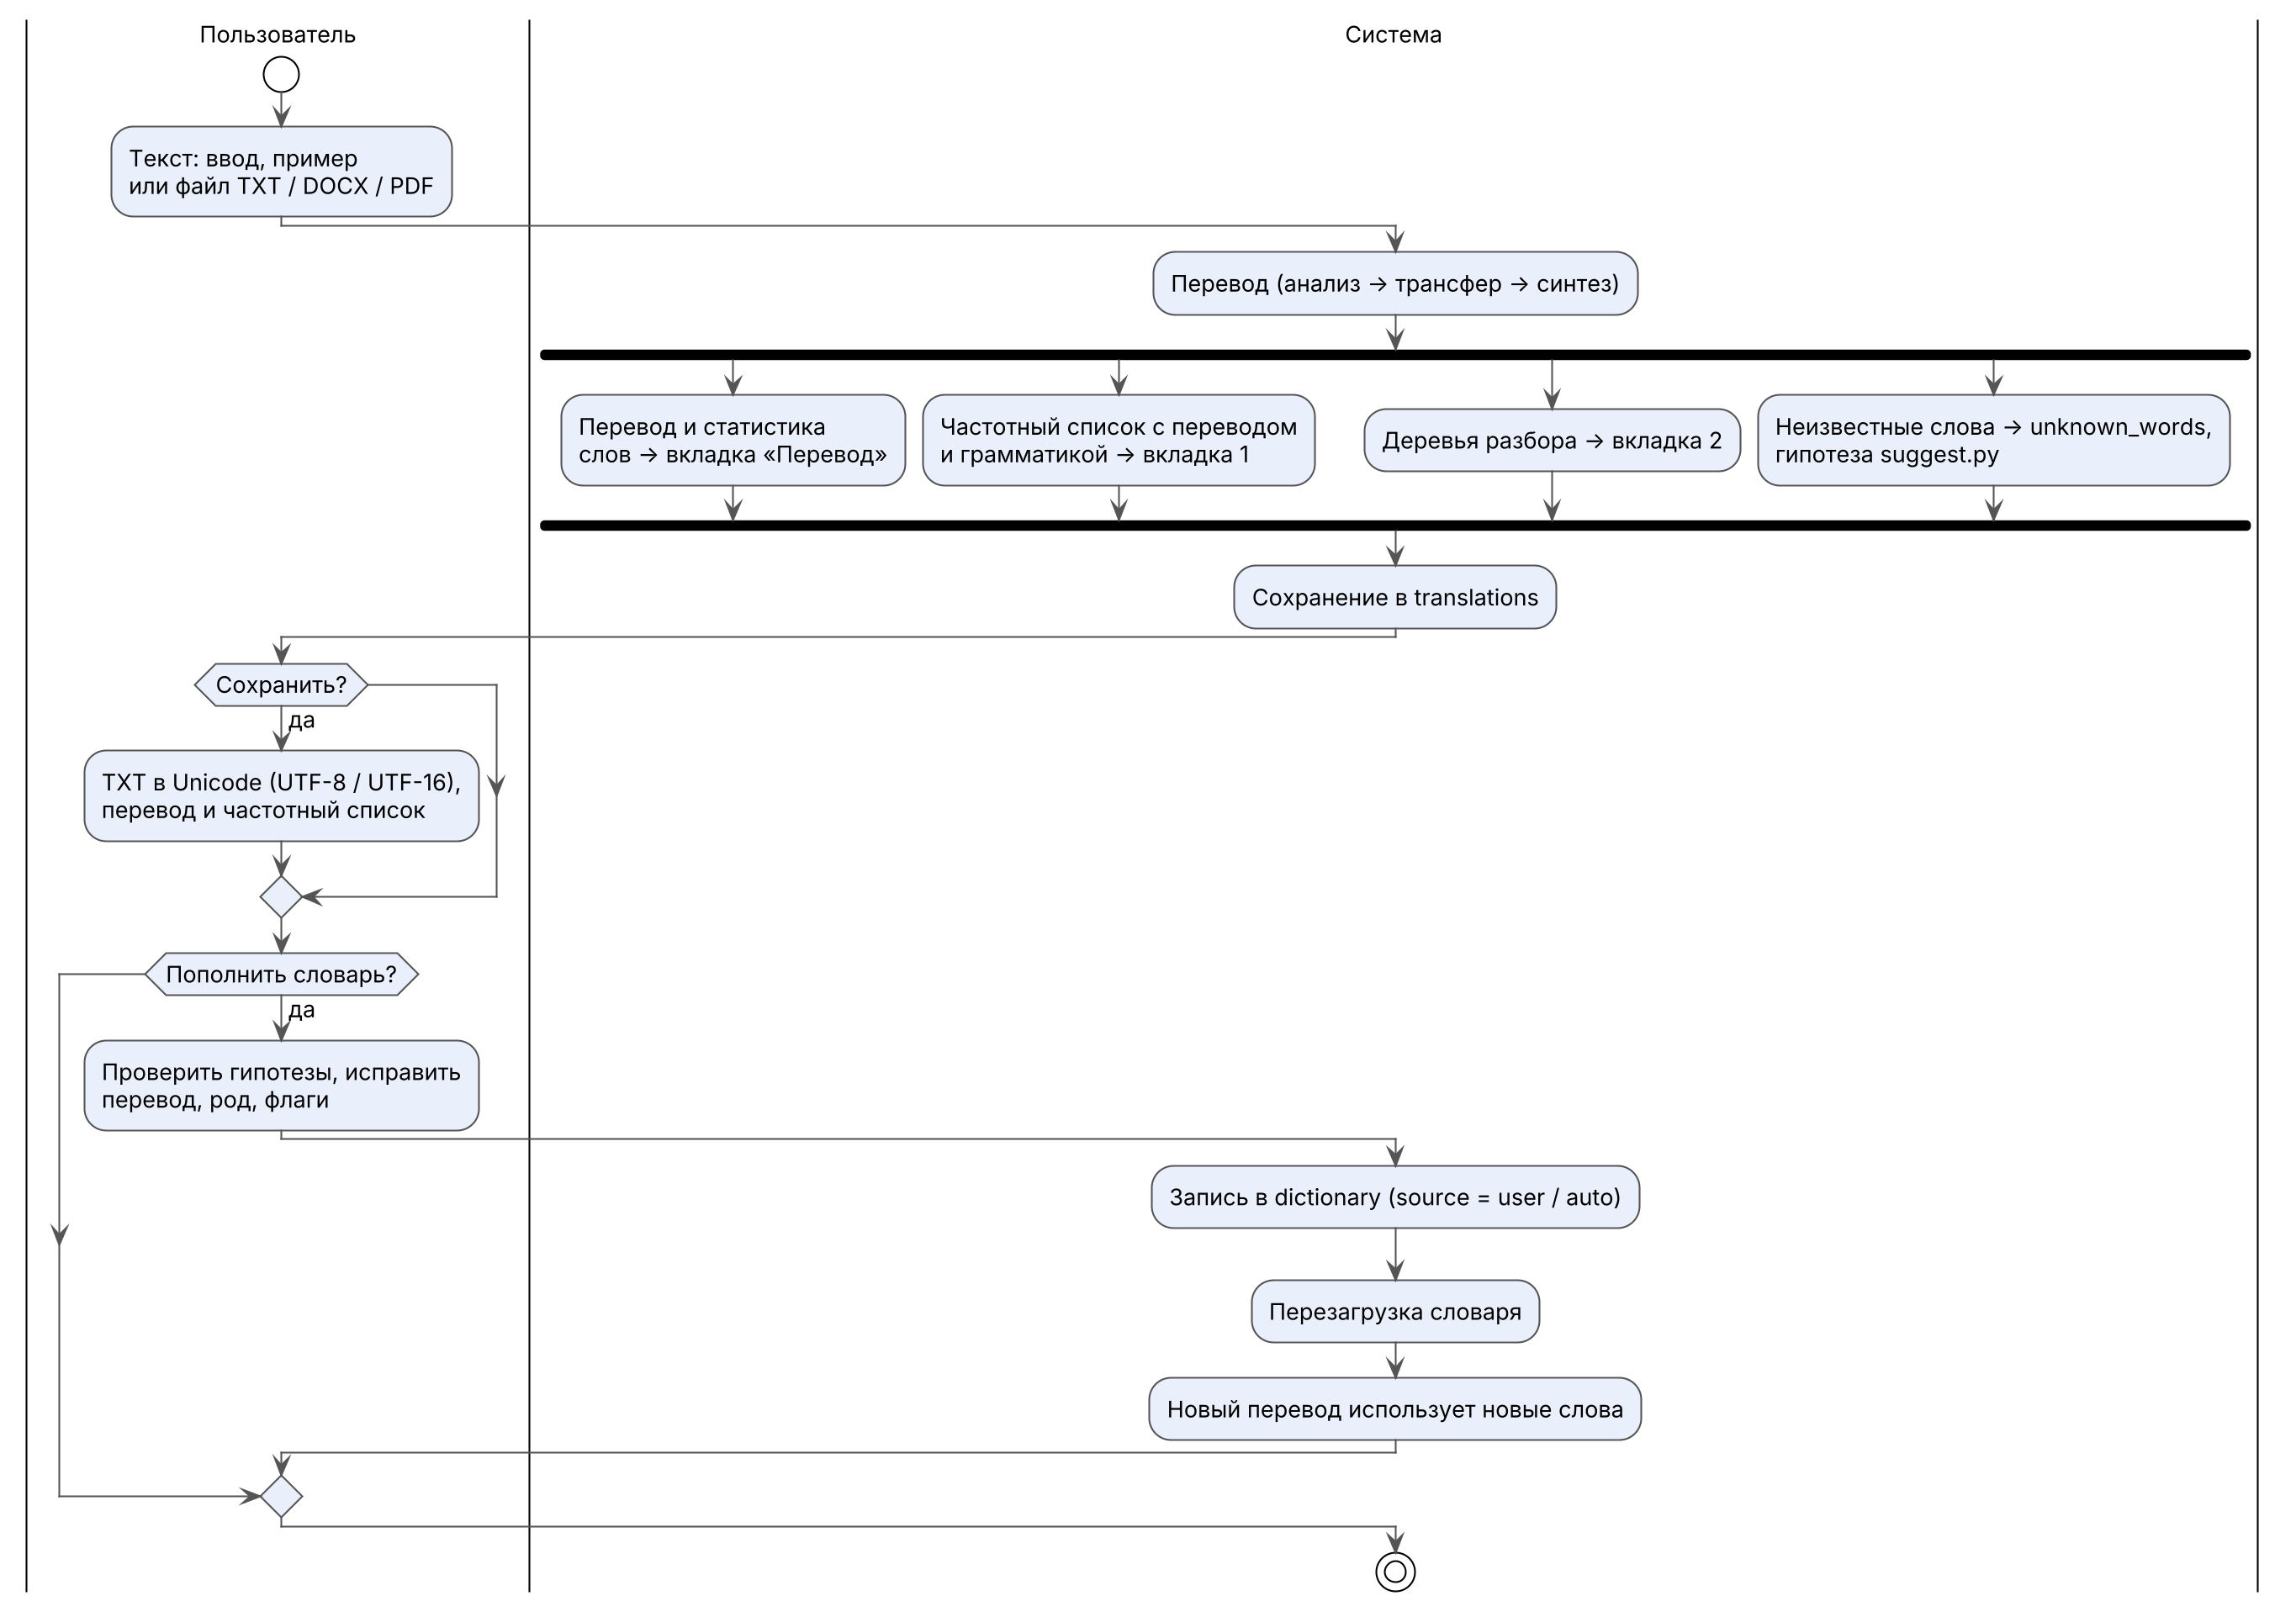 Пользователь
Система
Текст: ввод, пример
или файл TXT / DOCX / PDF
Перевод (анализ → трансфер → синтез)
Перевод и статистика
слов → вкладка «Перевод»
Частотный список с переводом
и грамматикой → вкладка 1
Деревья разбора → вкладка 2
Неизвестные слова → unknown_words,
гипотеза suggest.py
Сохранение в translations
Сохранить?
да
TXT в Unicode (UTF-8 / UTF-16),
перевод и частотный список
Пополнить словарь?
да
Проверить гипотезы, исправить
перевод, род, флаги
Запись в dictionary (source = user / auto)
Перезагрузка словаря
Новый перевод использует новые слова